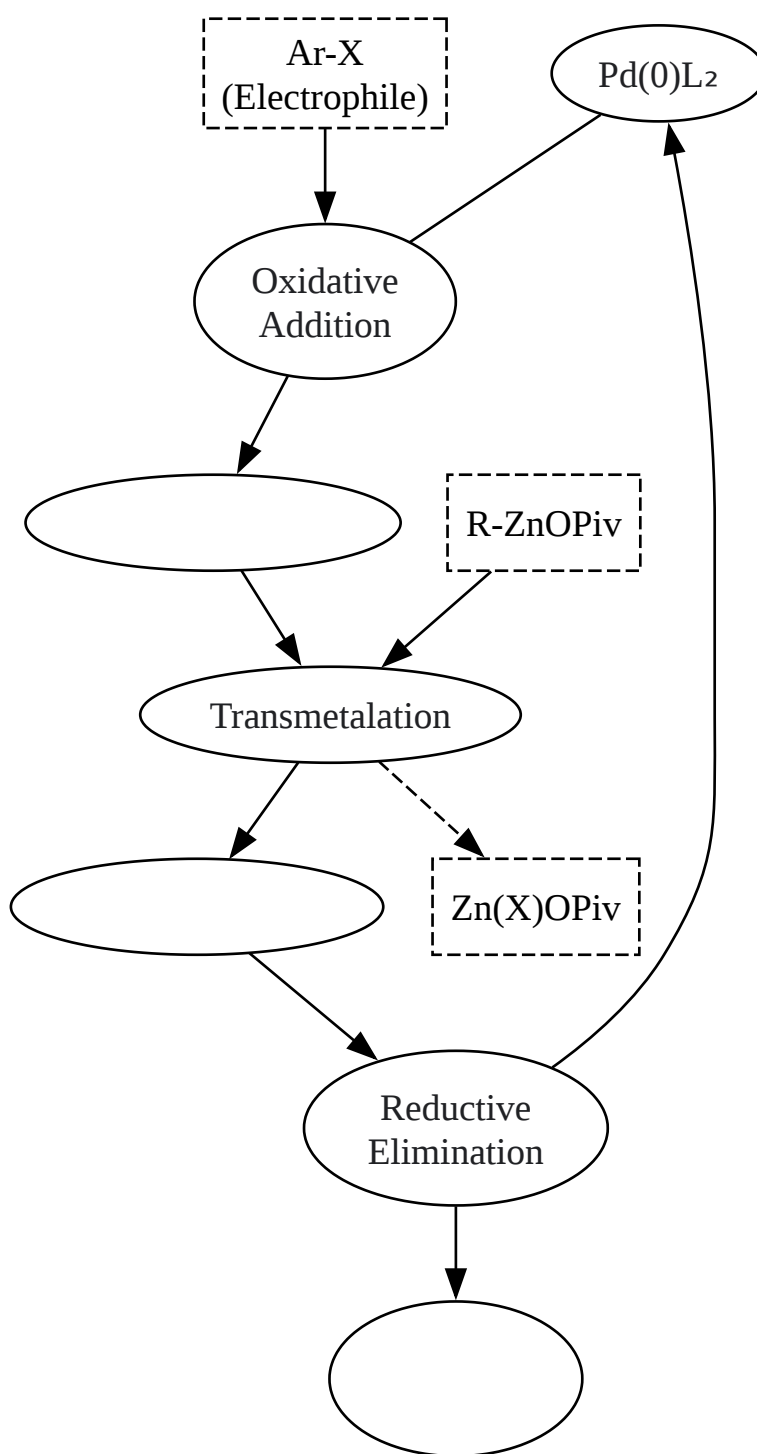 Ar-X
(Electrophile)
Pd(0)L₂
Oxidative
Addition
R-ZnOPiv
Transmetalation
Zn(X)OPiv
Reductive
Elimination